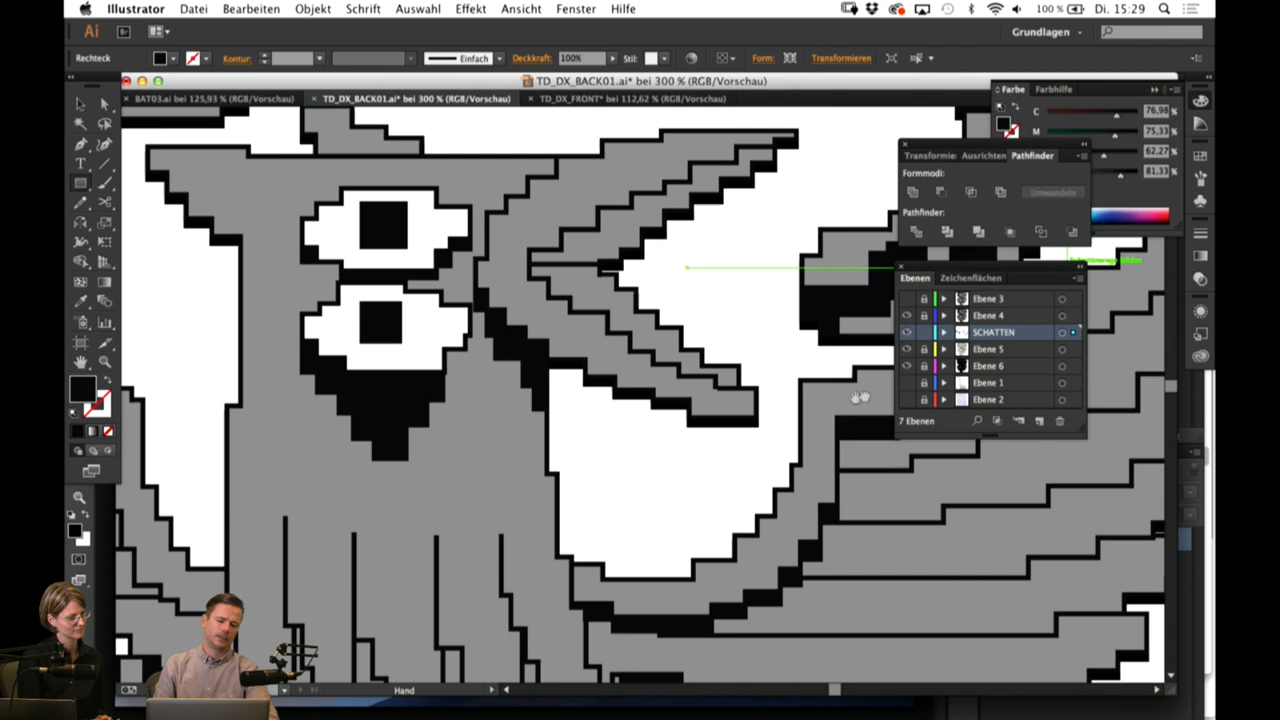 Illustrator Datei Bearbeiten Objekt Schrift Auswahl Effekt Ansicht Fenster Hilfe 100 % Di. 15:29
Ai Br Grundlagen
Rechteck Kontur: Einfach Deckkraft: 100% Stil: Form: Transformieren
TD_DX_BACK01.ai* bei 300 % (RGB/Vorschau)
BAT03.ai bei 125,93 % (RGB/Vorschau) TD_DX_BACK01.ai* bei 300 % (RGB/Vorschau) TD_DX_FRONT* bei 112,62 % (RGB/Vorschau)
Farbe Farbhilfe
C 76,98 %
M 75,33 %
62,27 %
81,33 %
Transformie Ausrichten Pathfinder
Formmodi:
Umwandeln
Pathfinder:
Ebenen Zeichenflächen
Ebene 3
Ebene 4
SCHATTEN
Ebene 5
Ebene 6
Ebene 1
Ebene 2
7 Ebenen
Hand